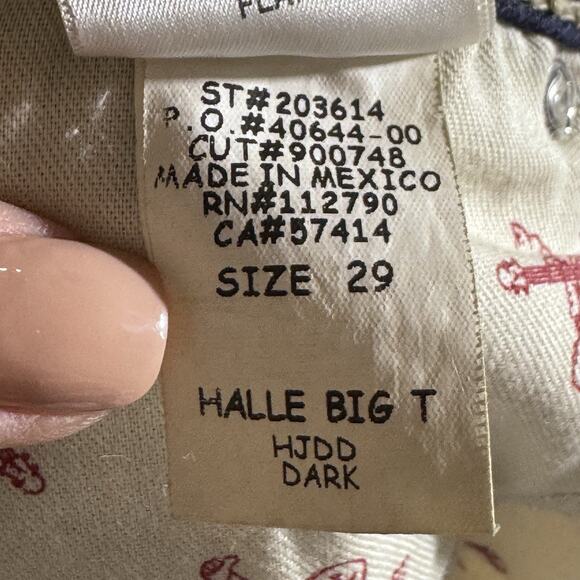 ST#203614
P.O.#40644-00
CUT#900748
MADE IN MEXICO
RN#112790
CA#57414
SIZE 29
HALLE BIG T
HJDD
DARK